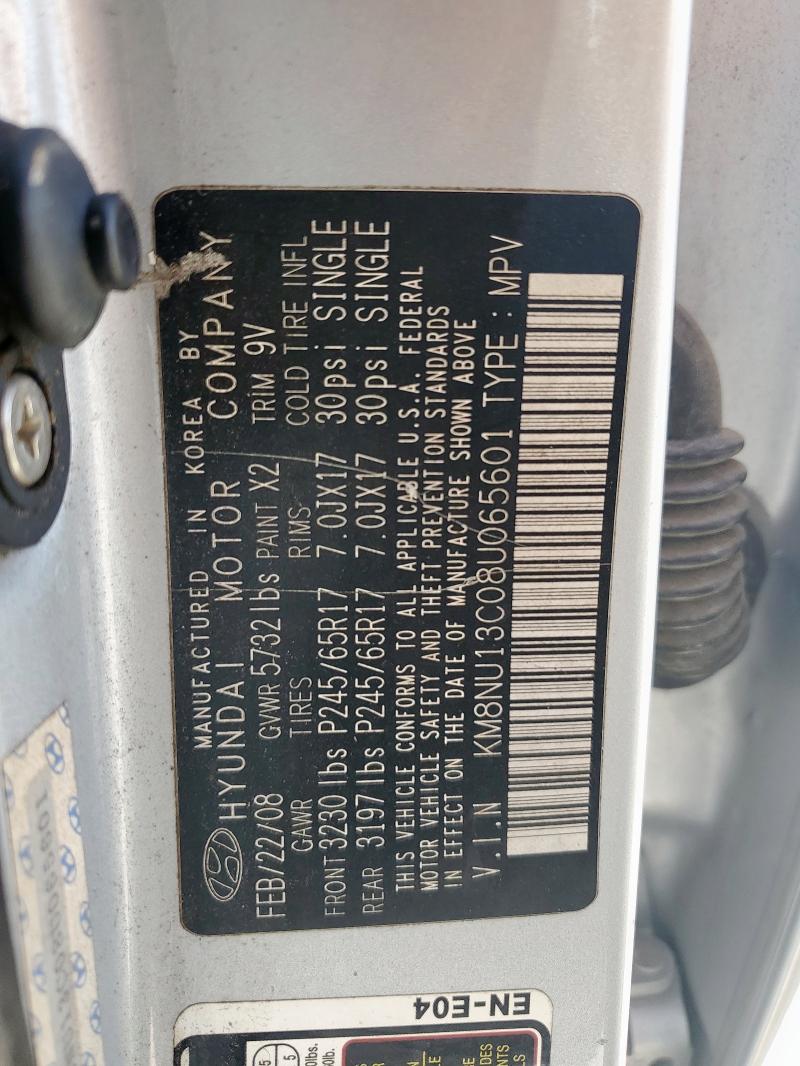 MANUFACTURED IN KOREA BY
HYUNDAI MOTOR COMPANY
FEB/22/08 GVWR 5732lbs PAINT X2 TRIM 9V
GAWR TIRES RIMS COLD TIRE INFL
FRONT 3230 lbs P245/65R17 7.0JX17 30psi SINGLE
REAR 3197 lbs P245/65R17 7.0JX17 30psi SINGLE
THIS VEHICLE CONFORMS TO ALL APPLICABLE U.S.A. FEDERAL
MOTOR VEHICLE SAFETY AND THEFT PREVENTION STANDARDS
IN EFFECT ON THE DATE OF MANUFACTURE SHOWN ABOVE
V.I.N KM8NU13C08U065601 TYPE : MPV
EN-E04